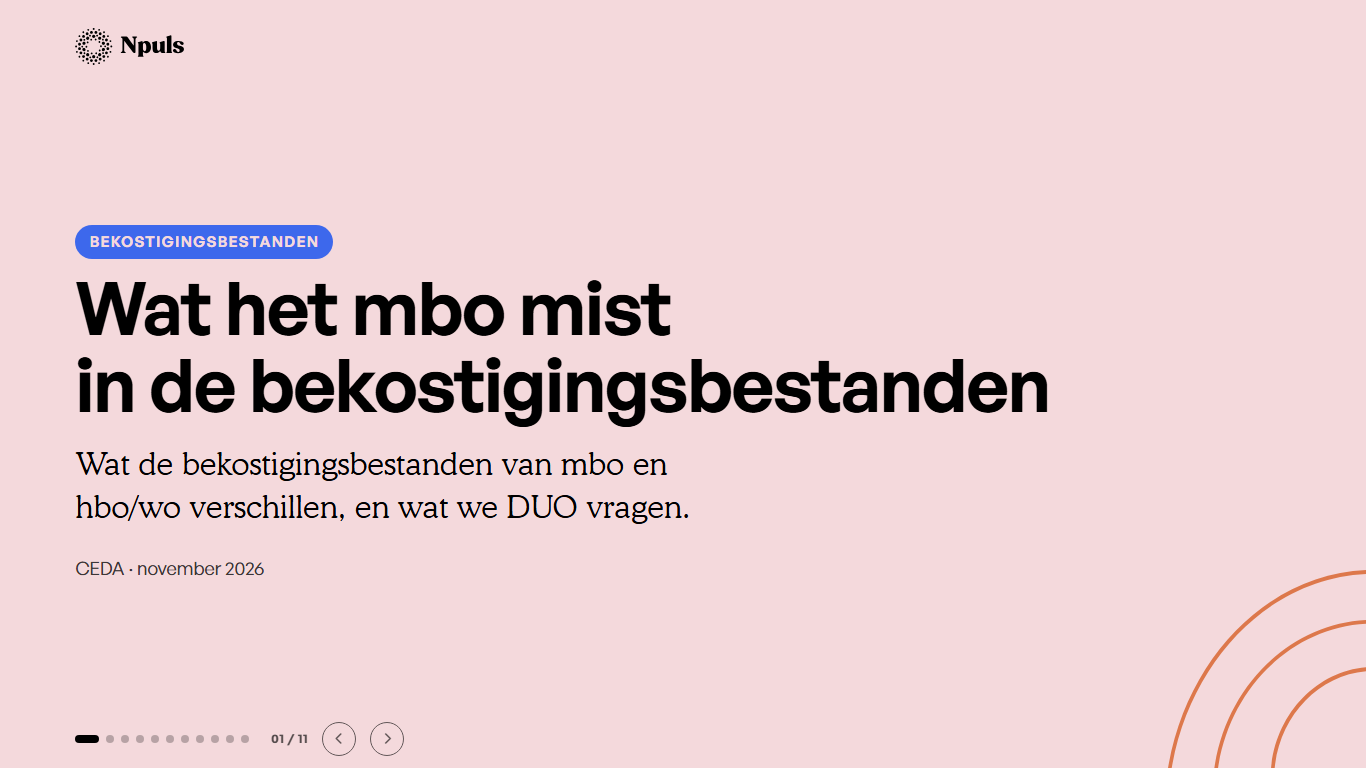 Npuls
BEKOSTIGINGSBESTANDEN
Wat het mbo mist
in de bekostigingsbestanden
Wat de bekostigingsbestanden van mbo en
hbo/wo verschillen, en wat we DUO vragen.
CEDA · november 2026
01 / 11